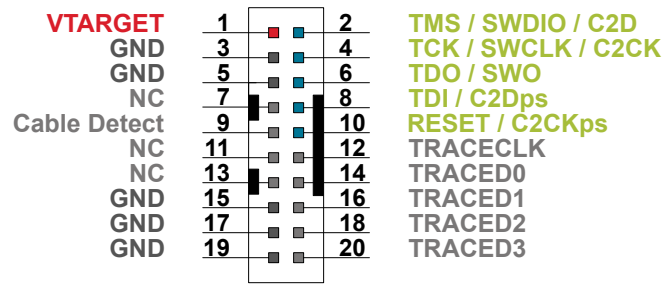 VTARGET 1 2 TMS / SWDIO / C2D
GND 3 4 TCK / SWCLK / C2CK
GND 5 6 TDO / SWO
NC 7 8 TDI / C2Dps
Cable Detect 9 10 RESET / C2CKps
NC 11 12 TRACECLK
NC 13 14 TRACED0
GND 15 16 TRACED1
GND 17 18 TRACED2
GND 19 20 TRACED3